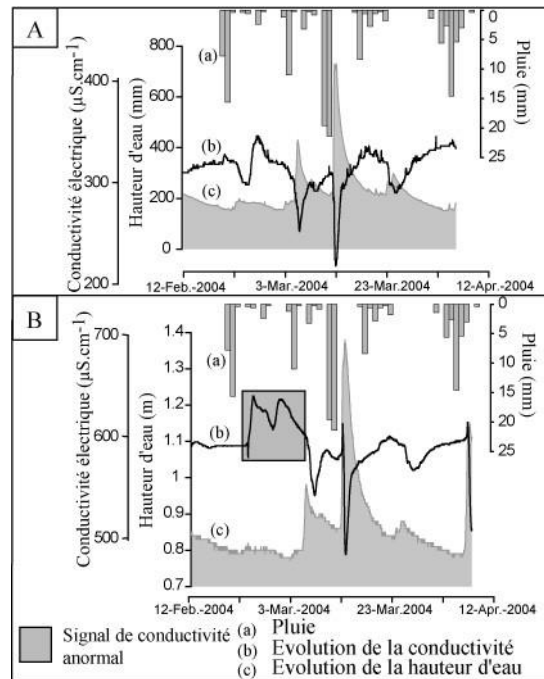 A
Conductivité électrique (µS.cm-1)
400
300
200
Hauteur d'eau (mm)
800
600
400
200
0
(a)
(b)
(c)
0
5
10
15
20
25
Pluie (mm)
12-Feb.-2004
3-Mar.-2004
23-Mar.-2004
12-Apr.-2004
B
Conductivité électrique (µS.cm-1)
700
600
500
Hauteur d'eau (m)
1.4
1.3
1.2
1.1
1
0.9
0.8
0.7
(a)
(b)
(c)
0
5
10
15
20
25
Pluie (mm)
12-Feb.-2004
3-Mar.-2004
23-Mar.-2004
12-Apr.-2004
Signal de conductivité
anormal
(a) Pluie
(b) Evolution de la conductivité
(c) Evolution de la hauteur d'eau